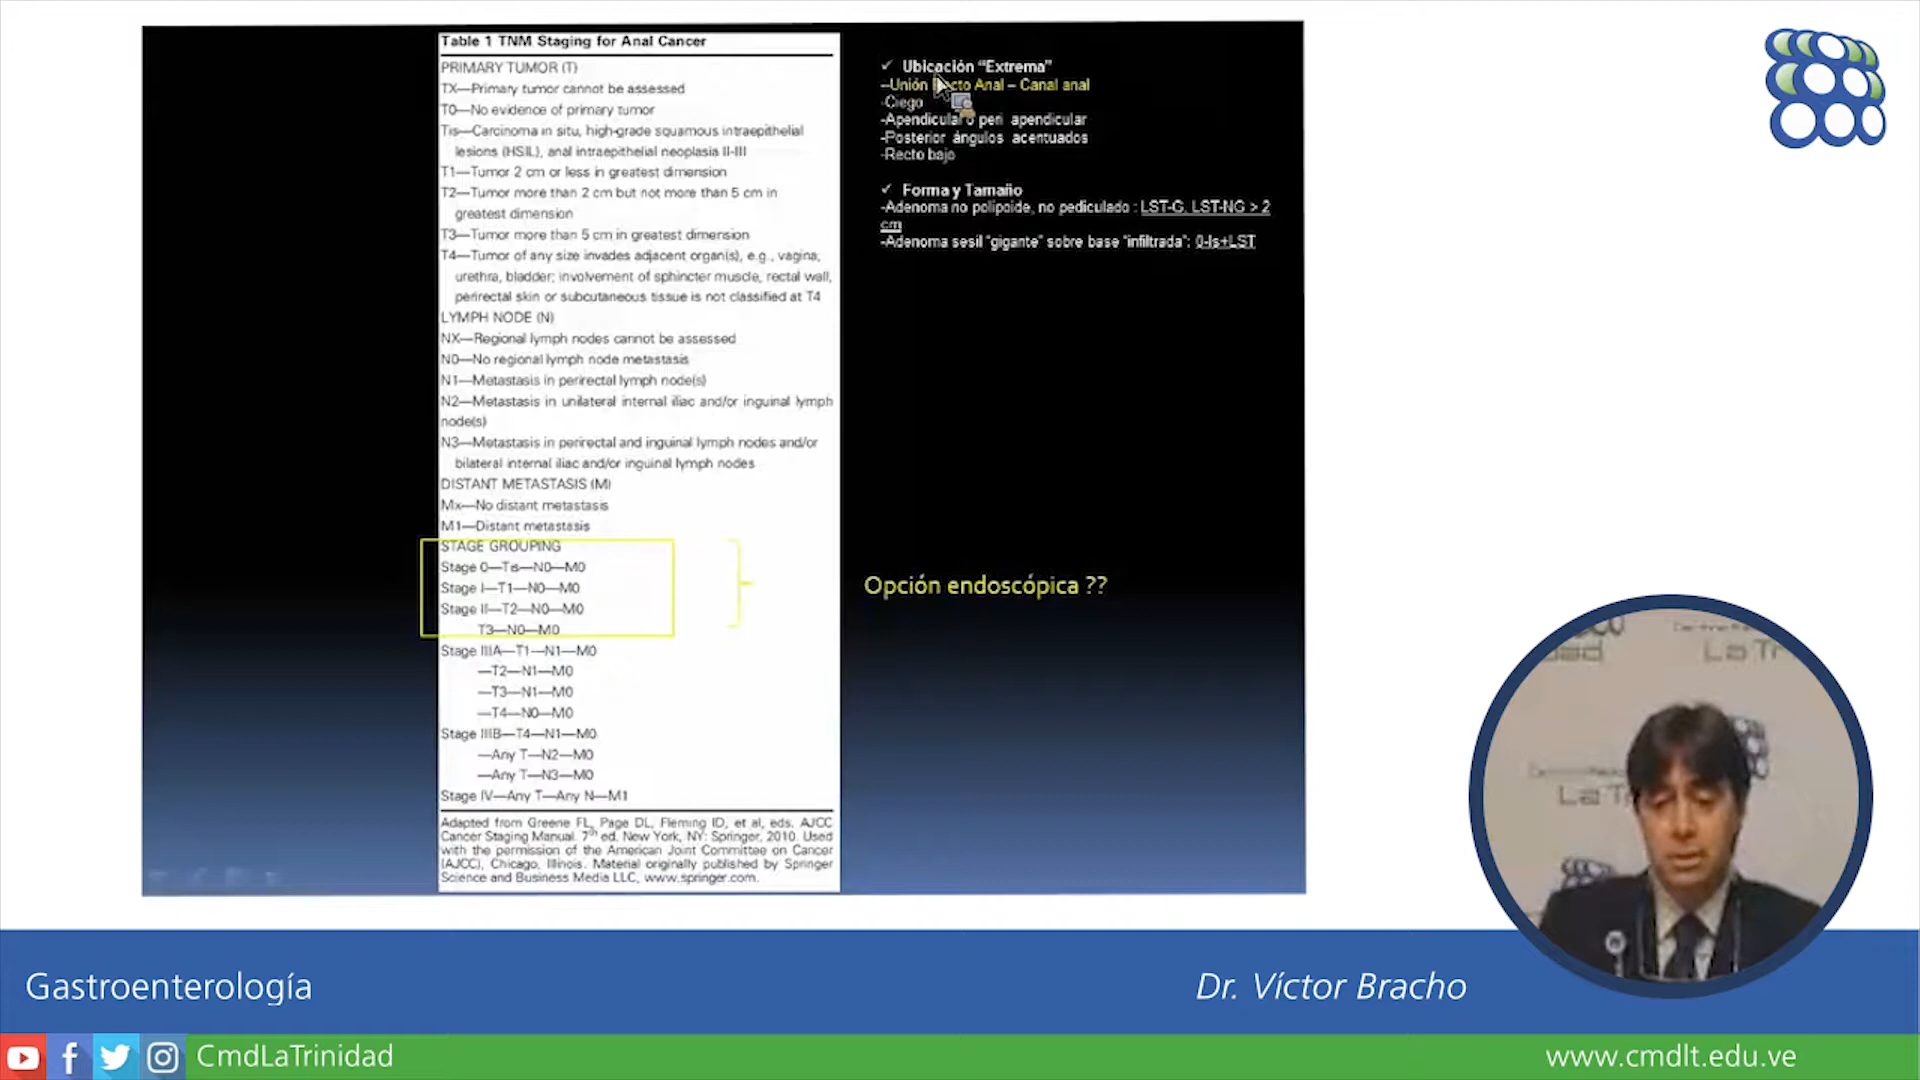 Table 1 TNM Staging for Anal Cancer
PRIMARY TUMOR (T)
TX—Primary tumor cannot be assessed
T0—No evidence of primary tumor
Tis—Carcinoma in situ, high-grade squamous intraepithelial
lesions (HSIL), anal intraepithelial neoplasia II-III
T1—Tumor 2 cm or less in greatest dimension
T2—Tumor more than 2 cm but not more than 5 cm in
greatest dimension
T3—Tumor more than 5 cm in greatest dimension
T4—Tumor of any size invades adjacent organ(s), e.g., vagina,
urethra, bladder; involvement of sphincter muscle, rectal wall,
perirectal skin or subcutaneous tissue is not classified at T4
LYMPH NODE (N)
NX—Regional lymph nodes cannot be assessed
N0—No regional lymph node metastasis
N1—Metastasis in perirectal lymph node(s)
N2—Metastasis in unilateral internal iliac and/or inguinal lymph
node(s)
N3—Metastasis in perirectal and inguinal lymph nodes and/or
bilateral internal iliac and/or inguinal lymph nodes
DISTANT METASTASIS (M)
Mx—No distant metastasis
M1—Distant metastasis
STAGE GROUPING
Stage 0—Tis—N0—M0
Stage I—T1—N0—M0
Stage II—T2—N0—M0
T3—N0—M0
Stage IIIA—T1—N1—M0
—T2—N1—M0
—T3—N1—M0
—T4—N0—M0
Stage IIIB—T4—N1—M0
—Any T—N2—M0
—Any T—N3—M0
Stage IV—Any T—Any N—M1
Adapted from Greene FL, Page DL, Fleming ID, et al, eds. AJCC
Cancer Staging Manual. 7th ed. New York, NY: Springer, 2010. Used
with the permission of the American Joint Committee on Cancer
(AJCC), Chicago, Illinois. Material originally published by Springer
Science and Business Media LLC, www.springer.com.
✓ Ubicación “Extrema”
–Unión Anal – Canal anal
-Ciego
-Apendicular o peri apendicular
-Posterior ángulos acentuados
-Recto bajo
✓ Forma y Tamaño
-Adenoma no polipoide, no pediculado : LST-G, LST-NG > 2
cm
-Adenoma sesil “gigante” sobre base “infiltrada”: 0-Is+LST
Opción endoscópica ??
La Tr
La T
Gastroenterología
Dr. Víctor Bracho
CmdLaTrinidad
www.cmdlt.edu.ve